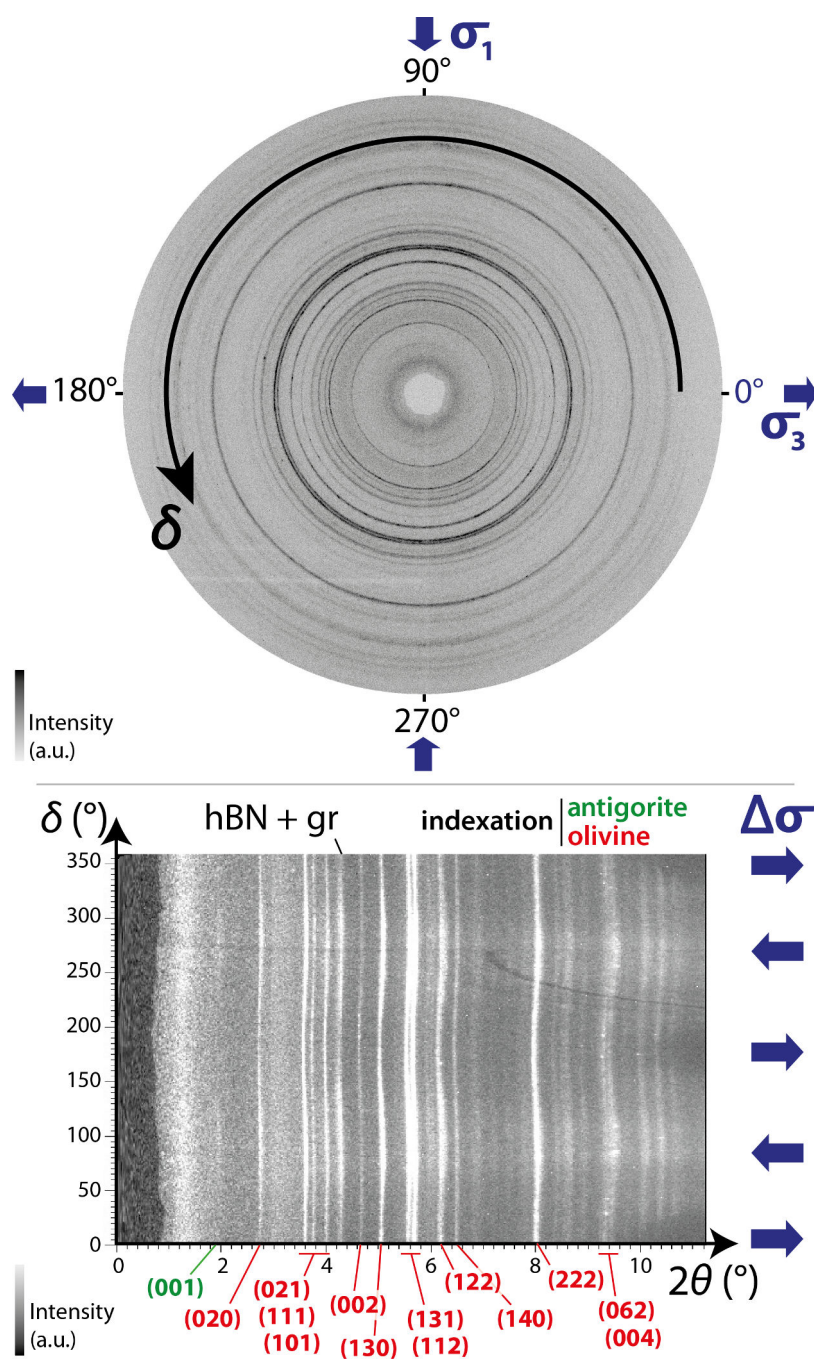 σ1
90°
180°
0°
σ3
δ
Intensity
(a.u.)
270°
δ (°)
hBN + gr
indexation
antigorite
olivine
Δσ
350
300
250
200
150
100
50
0
0 2 4 6 8 10
2θ (°)
(001)
(020)
(021)
(111)
(101)
(002)
(130)
(131)
(112)
(122)
(140)
(222)
(062)
(004)
Intensity
(a.u.)